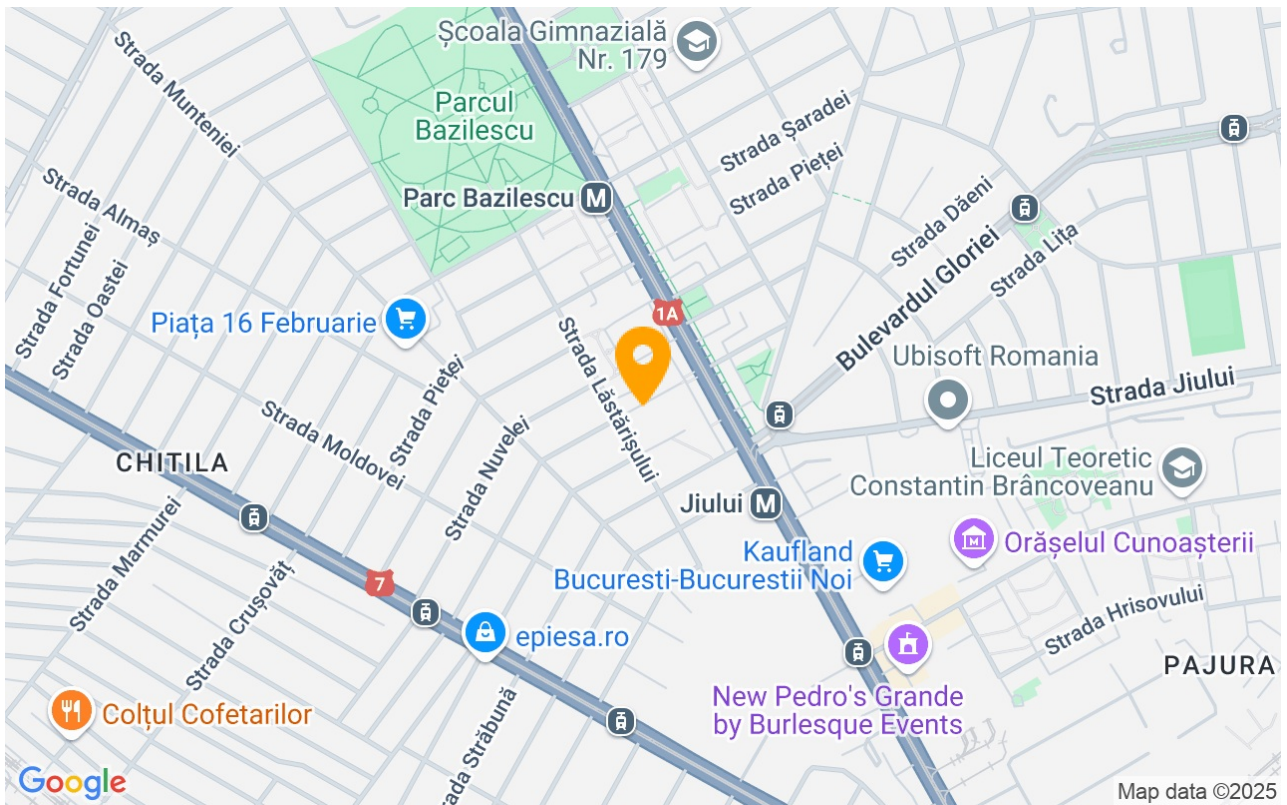 Școala Gimnazială
Nr. 179
Strada Munteniei
Parcul
Bazilescu
Strada Șaradei
Strada Pieței
Strada Almaș
Parc Bazilescu
M
Strada Dăeni
Strada Lița
Bulevardul Gloriei
Strada Fortunei
Strada Oastei
Piața 16 Februarie
1A
Strada Lăstărișului
Ubisoft Romania
Strada Jiului
Strada Pieței
Strada Moldovei
Strada Nuvelei
CHITILA
Liceul Teoretic
Constantin Brâncoveanu
Jiului
M
Strada Marmurei
Strada Crușovăț
7
Kaufland
Bucuresti-Bucurestii Noi
M
Orășelul Cunoașterii
Strada Hrisovului
epiesa.ro
PAJURA
New Pedro's Grande
by Burlesque Events
Colțul Cofetarilor
ada Străbună
Google
Map data ©2025